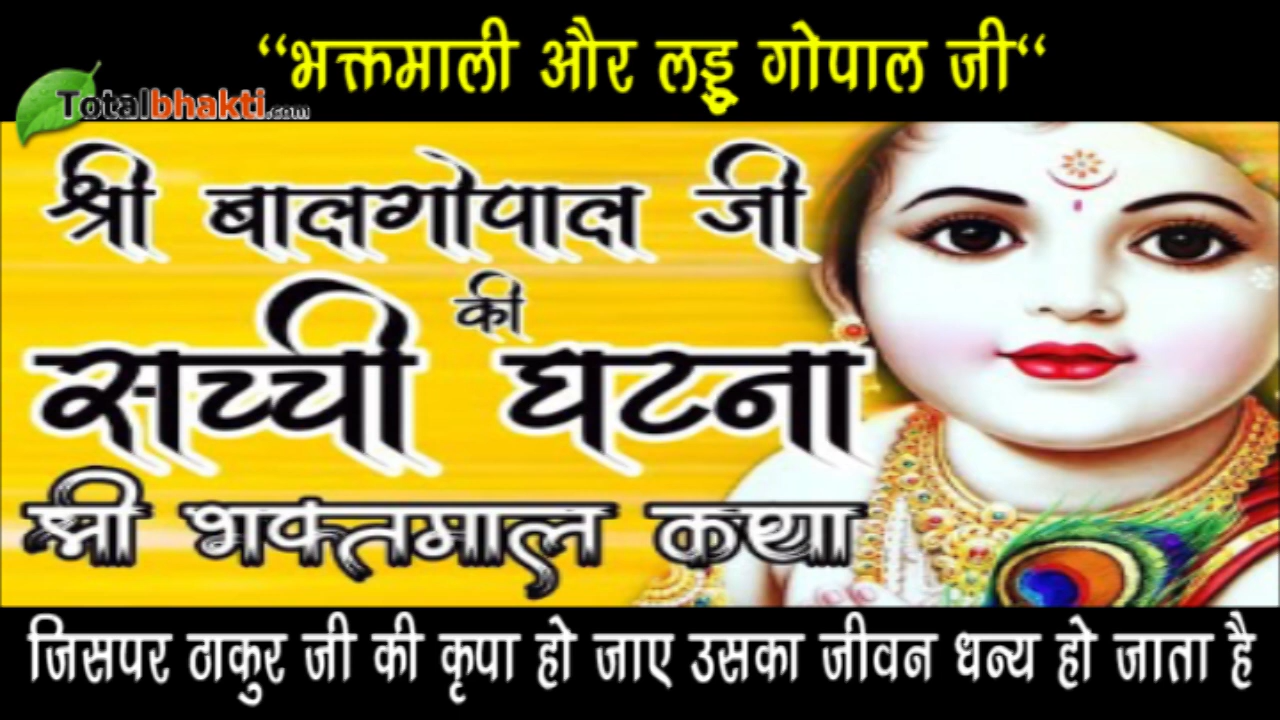 “भक्तमाली और लड्डू गोपाल जी“
Totalbhakti.com
श्री बालगोपाल जी
की
सच्ची घटना
श्री भक्तमाल कथा
जिसपर ठाकुर जी की कृपा हो जाए उसका जीवन धन्य हो जाता है